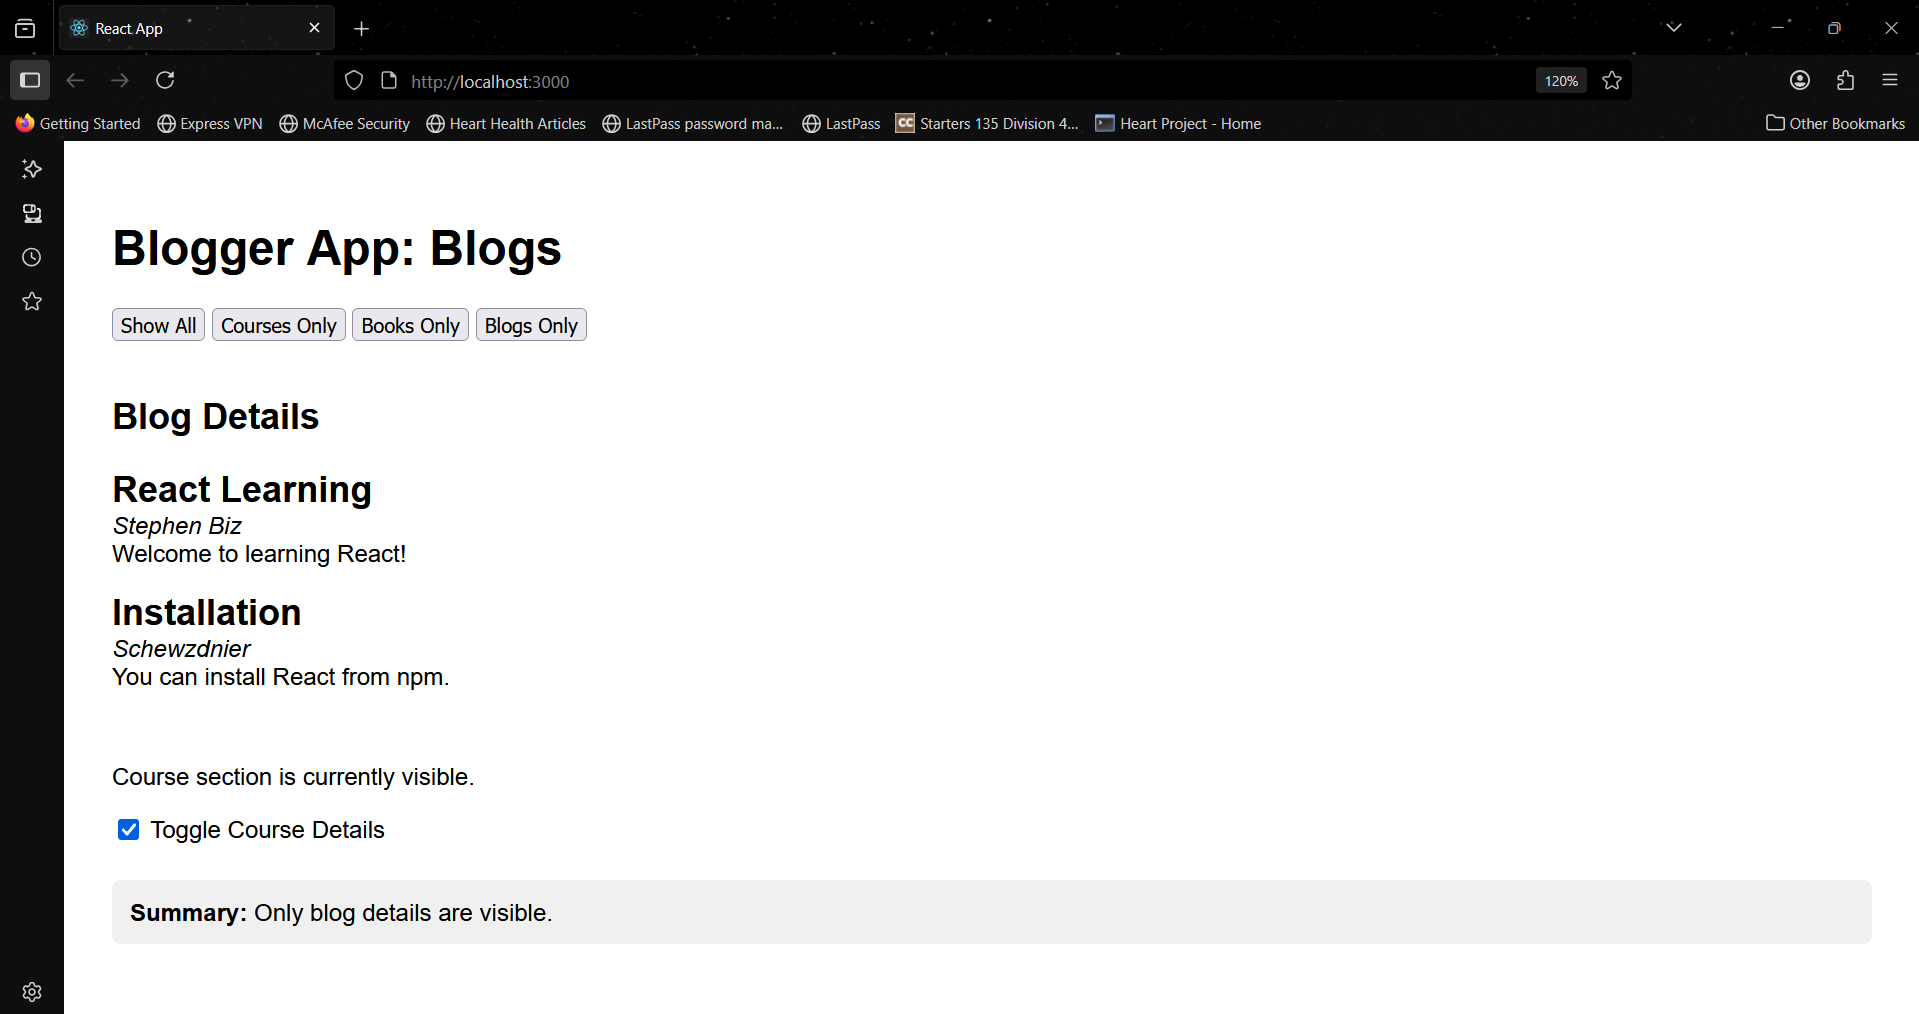 React App
http://localhost:3000
120%
Getting Started
Express VPN
McAfee Security
Heart Health Articles
LastPass password ma...
LastPass
CC
Starters 135 Division 4...
Heart Project - Home
Other Bookmarks
Blogger App: Blogs
Show All
Courses Only
Books Only
Blogs Only
Blog Details
React Learning
Stephen Biz
Welcome to learning React!
Installation
Schewzdnier
You can install React from npm.
Course section is currently visible.
Toggle Course Details
Summary: Only blog details are visible.